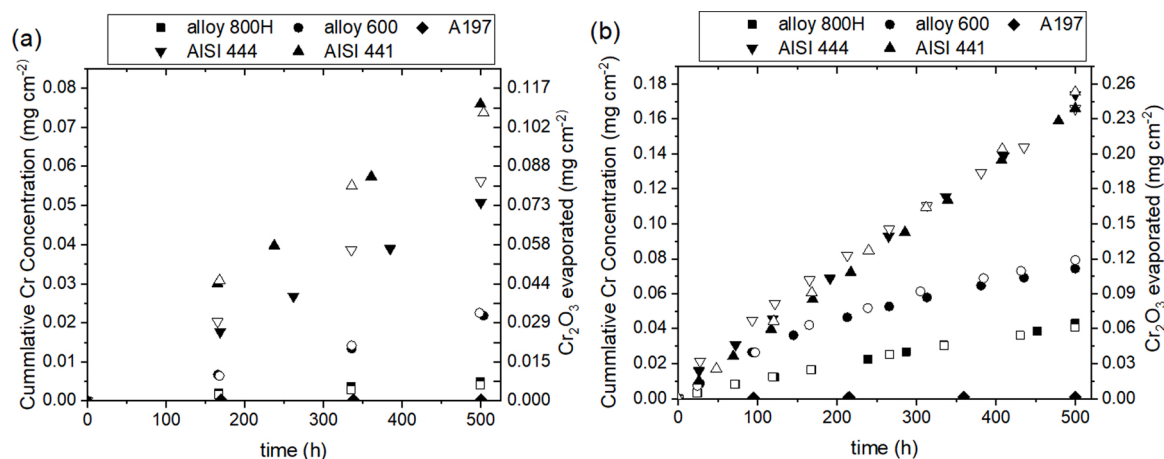 (a)
alloy 800H alloy 600 A197
AISI 444 AISI 441
Cummlative Cr Concentration (mg cm-2)
0.08
0.07
0.06
0.05
0.04
0.03
0.02
0.01
0.00
0.117
0.102
0.088
0.073
0.058
0.044
0.029
0.015
0.000
Cr2O3 evaporated (mg cm-2)
0 100 200 300 400 500
time (h)
(b)
alloy 800H alloy 600 A197
AISI 444 AISI 441
Cummlative Cr Concentration (mg cm-2)
0.18
0.16
0.14
0.12
0.10
0.08
0.06
0.04
0.02
0.00
0.26
0.23
0.20
0.18
0.15
0.12
0.09
0.06
0.03
0.00
Cr2O3 evaporated (mg cm-2)
0 100 200 300 400 500
time (h)